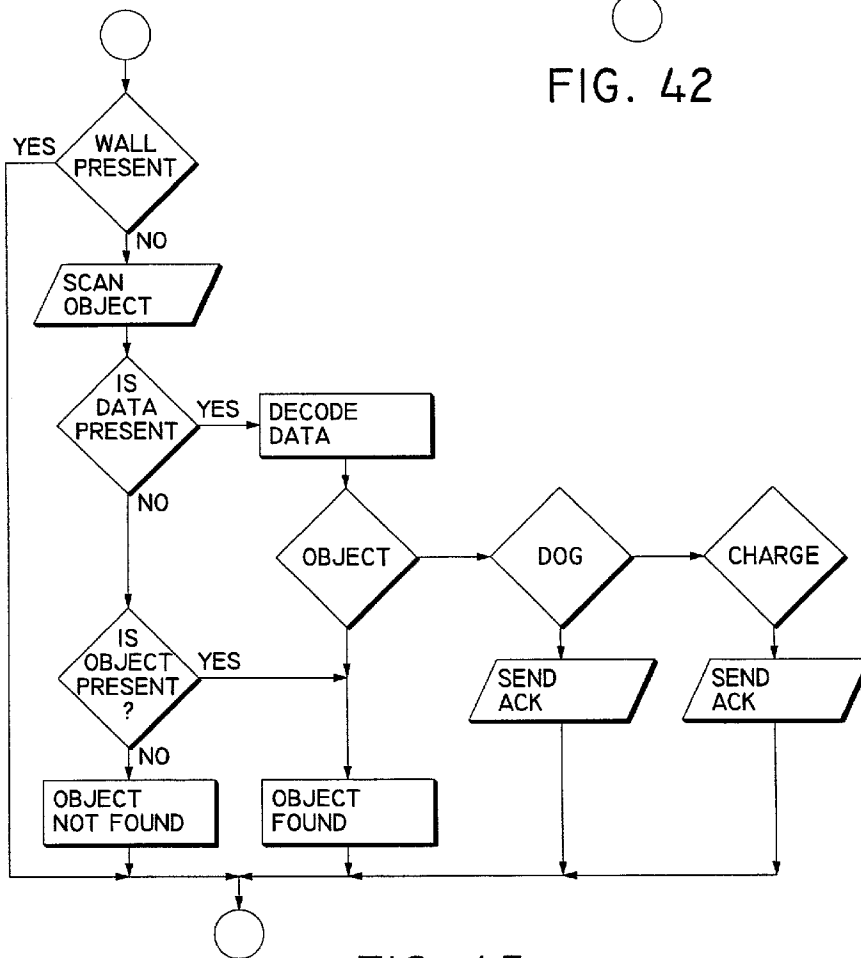 FIG. 42
YES
WALL
PRESENT
NO
SCAN
OBJECT
IS
DATA
PRESENT
YES
DECODE
DATA
NO
OBJECT
DOG
CHARGE
IS
OBJECT
PRESENT
?
YES
SEND
ACK
SEND
ACK
NO
OBJECT
NOT FOUND
OBJECT
FOUND